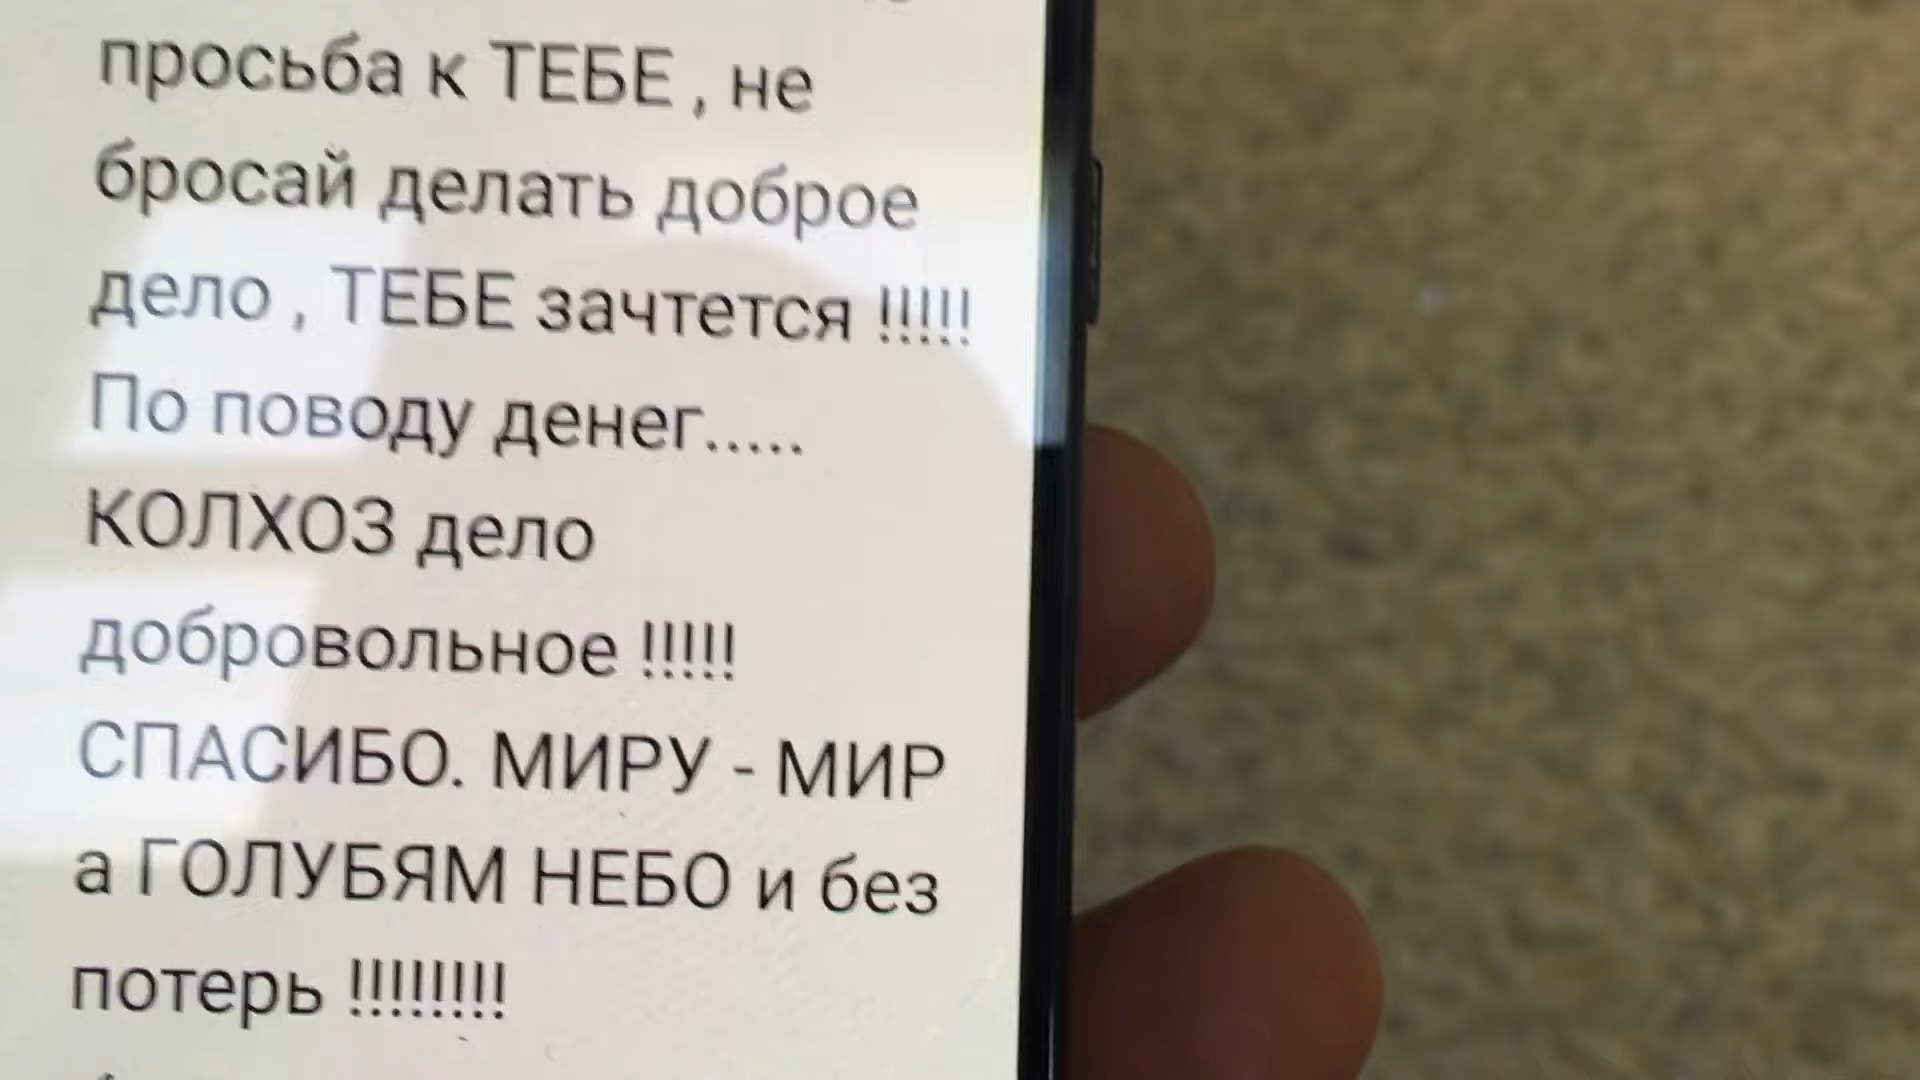 просьба к ТЕБЕ , не
бросай делать доброе
дело , ТЕБЕ зачтется !!!!!
По поводу денег.....
КОЛХОЗ дело
добровольное !!!!!
СПАСИБО. МИРУ - МИР
а ГОЛУБЯМ НЕБО и без
потерь !!!!!!!!